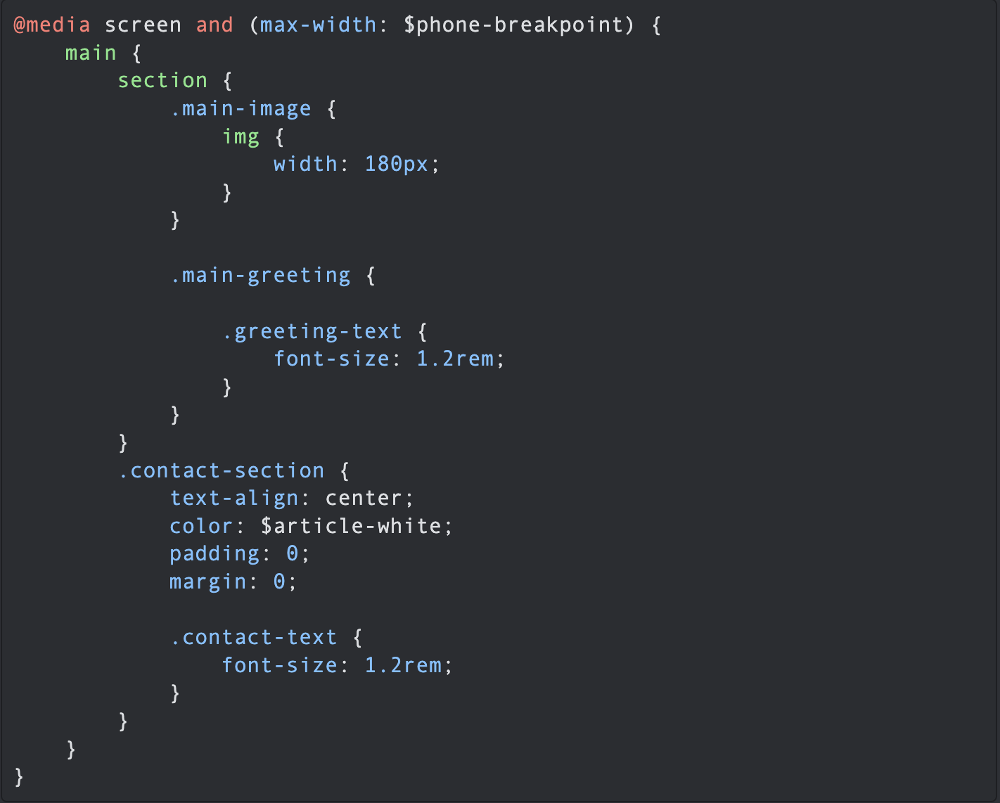 @media screen and (max-width: $phone-breakpoint) {
    main {
        section {
            .main-image {
                img {
                    width: 180px;
                }
            }

            .main-greeting {

                .greeting-text {
                    font-size: 1.2rem;
                }
            }
        }
        .contact-section {
            text-align: center;
            color: $article-white;
            padding: 0;
            margin: 0;

            .contact-text {
                font-size: 1.2rem;
            }
        }
    }
}